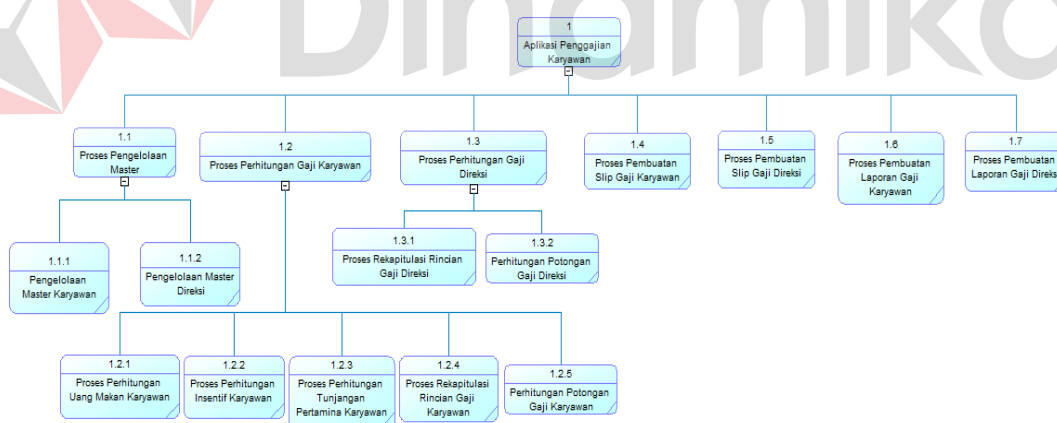 Dinamika
1
Aplikasi Penggajian
Karyawan
1.1
Proses Pengelolaan
Master
1.2
Proses Perhitungan Gaji Karyawan
1.3
Proses Perhitungan Gaji
Direksi
1.4
Proses Pembuatan
Slip Gaji Karyawan
1.5
Proses Pembuatan
Slip Gaji Direksi
1.6
Proses Pembuatan
Laporan Gaji
Karyawan
1.7
Proses Pembuatan
Laporan Gaji Direksi
1.1.1
Pengelolaan
Master Karyawan
1.1.2
Pengelolaan Master
Direksi
1.3.1
Proses Rekapitulasi Rincian
Gaji Direksi
1.3.2
Perhitungan Potongan
Gaji Direksi
1.2.1
Proses Perhitungan
Uang Makan Karyawan
1.2.2
Proses Perhitungan
Insentif Karyawan
1.2.3
Proses Perhitungan
Tunjangan
Pertamina Karyawan
1.2.4
Proses Rekapitulasi
Rincian Gaji
Karyawan
1.2.5
Perhitungan Potongan
Gaji Karyawan